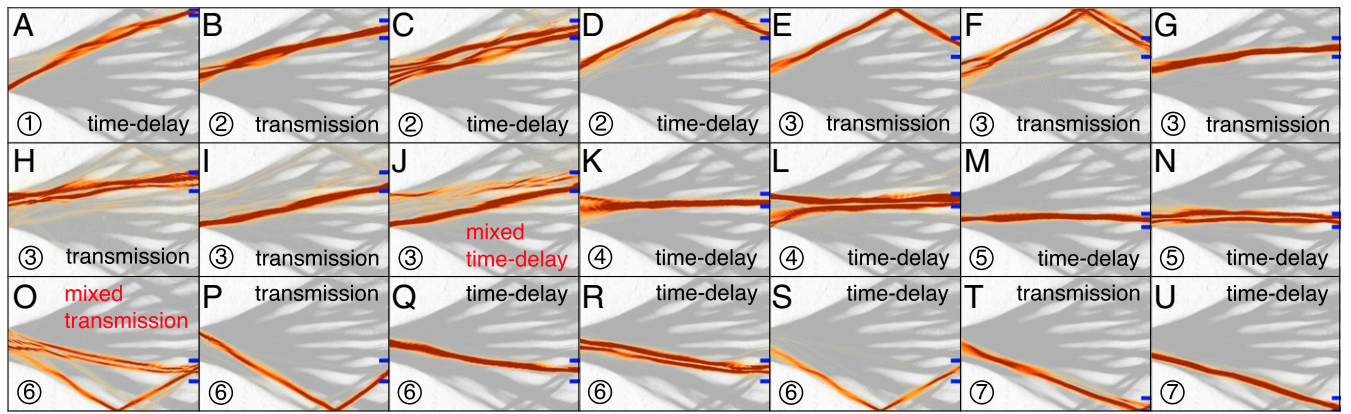 A
① time-delay
B
② transmission
C
② time-delay
D
② time-delay
E
③ transmission
F
③ transmission
G
③ transmission
H
③ transmission
I
③ transmission
J
mixed
③ time-delay
K
④ time-delay
L
④ time-delay
M
⑤ time-delay
N
⑤ time-delay
O mixed
transmission
⑥
P transmission
⑥
Q time-delay
⑥
R time-delay
⑥
S time-delay
⑥
T transmission
⑦
U time-delay
⑦